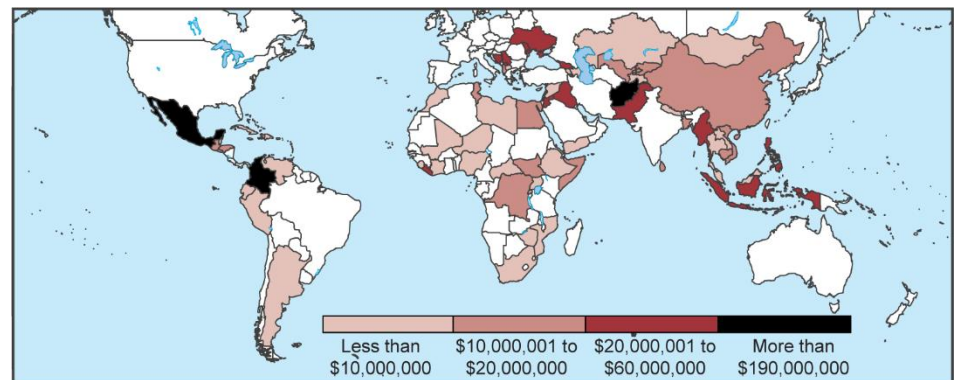 Less than $10,000,000
$10,000,001 to $20,000,000
$20,000,001 to $60,000,000
More than $190,000,000